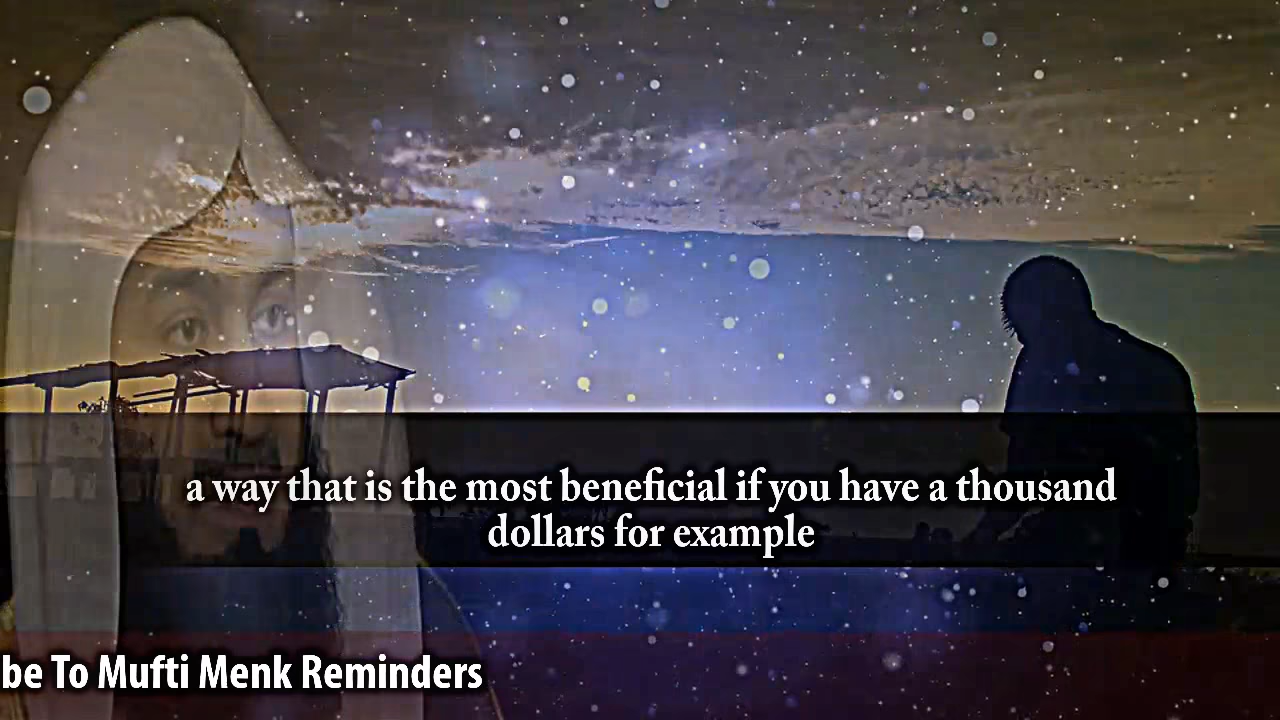 a way that is the most beneficial if you have a thousand
dollars for example
be To Mufti Menk Reminders